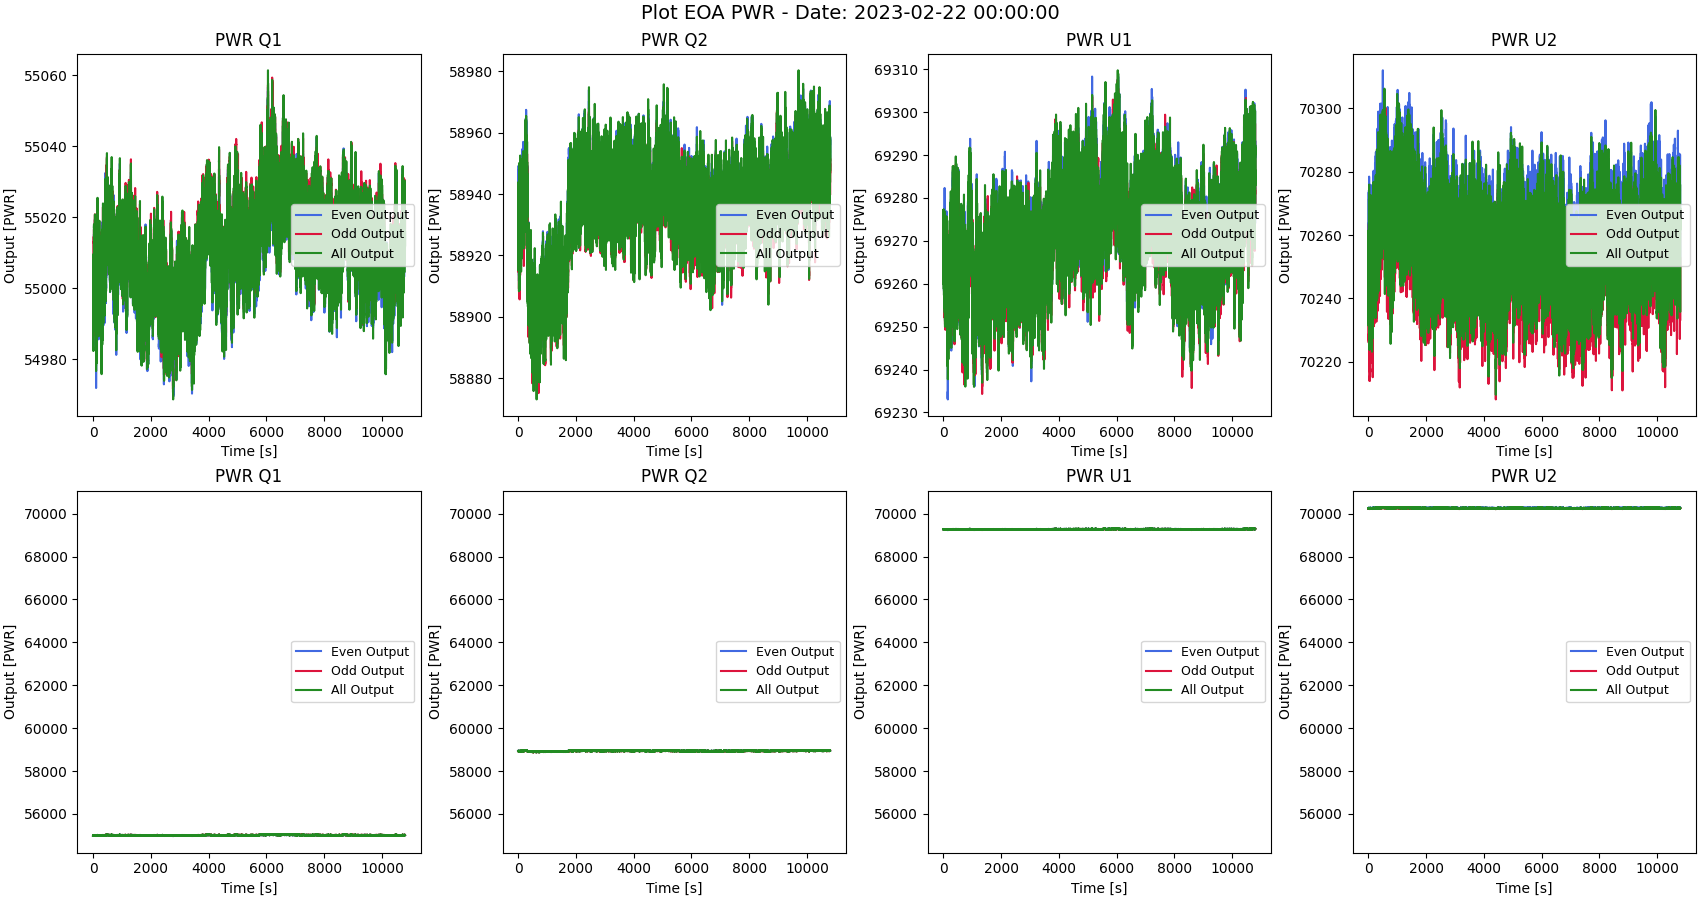 Plot EOA PWR - Date: 2023-02-22 00:00:00
PWR Q1
Output [PWR]
55060
55040
55020
55000
54980
Even Output
Odd Output
All Output
0 2000 4000 6000 8000 10000
Time [s]
PWR Q2
Output [PWR]
58980
58960
58940
58920
58900
58880
Even Output
Odd Output
All Output
0 2000 4000 6000 8000 10000
Time [s]
PWR U1
Output [PWR]
69310
69300
69290
69280
69270
69260
69250
69240
69230
Even Output
Odd Output
All Output
0 2000 4000 6000 8000 10000
Time [s]
PWR U2
Output [PWR]
70300
70280
70260
70240
70220
Even Output
Odd Output
All Output
0 2000 4000 6000 8000 10000
Time [s]
PWR Q1
Output [PWR]
70000
68000
66000
64000
62000
60000
58000
56000
Even Output
Odd Output
All Output
0 2000 4000 6000 8000 10000
Time [s]
PWR Q2
Output [PWR]
70000
68000
66000
64000
62000
60000
58000
56000
Even Output
Odd Output
All Output
0 2000 4000 6000 8000 10000
Time [s]
PWR U1
Output [PWR]
70000
68000
66000
64000
62000
60000
58000
56000
Even Output
Odd Output
All Output
0 2000 4000 6000 8000 10000
Time [s]
PWR U2
Output [PWR]
70000
68000
66000
64000
62000
60000
58000
56000
Even Output
Odd Output
All Output
0 2000 4000 6000 8000 10000
Time [s]